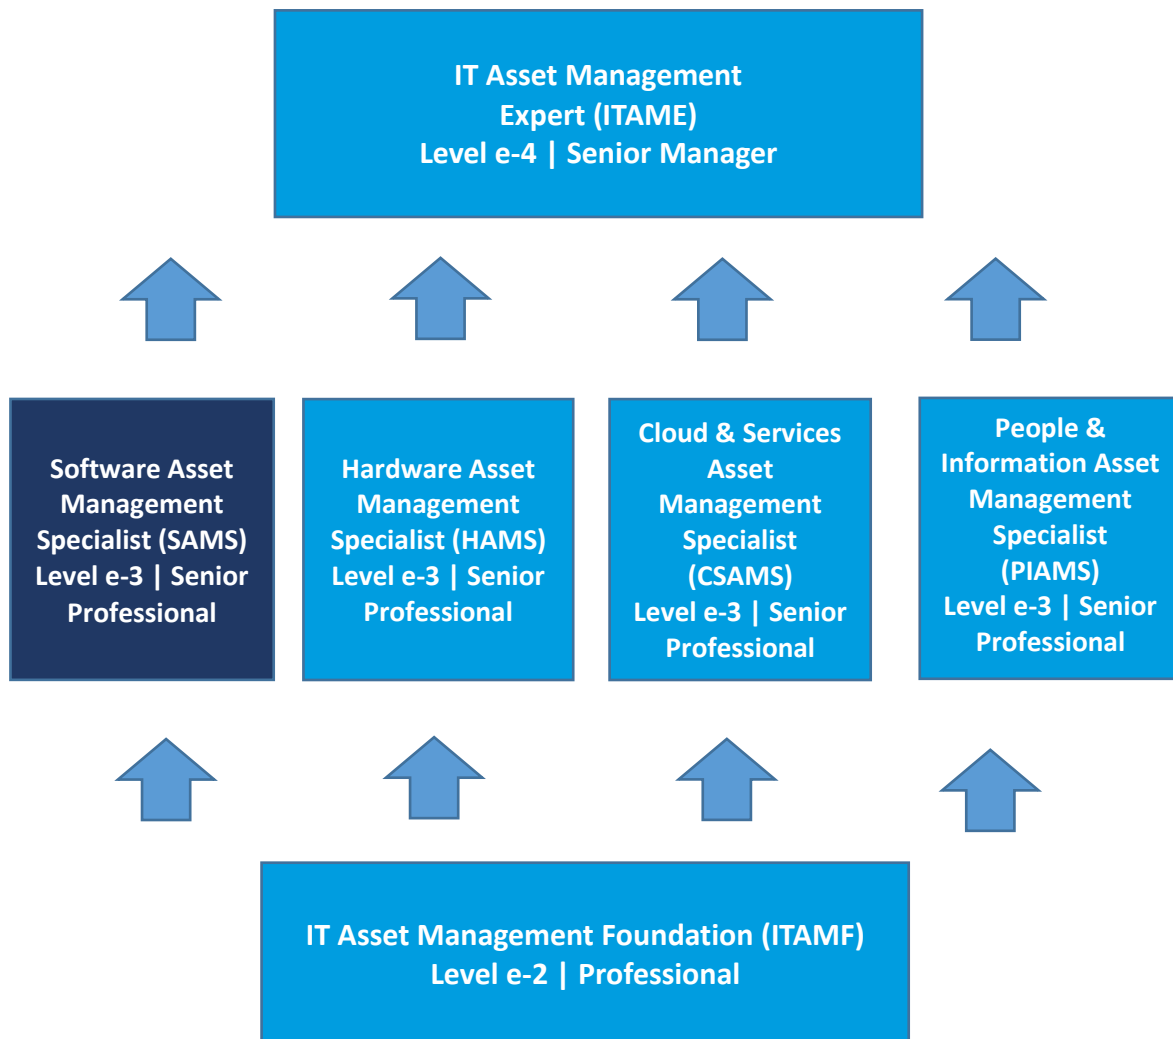 IT Asset Management
Expert (ITAME)
Level e-4 | Senior Manager
Software Asset
Management
Specialist (SAMS)
Level e-3 | Senior
Professional
Hardware Asset
Management
Specialist (HAMS)
Level e-3 | Senior
Professional
Cloud & Services
Asset
Management
Specialist
(CSAMS)
Level e-3 | Senior
Professional
People &
Information Asset
Management
Specialist
(PIAMS)
Level e-3 | Senior
Professional
IT Asset Management Foundation (ITAMF)
Level e-2 | Professional